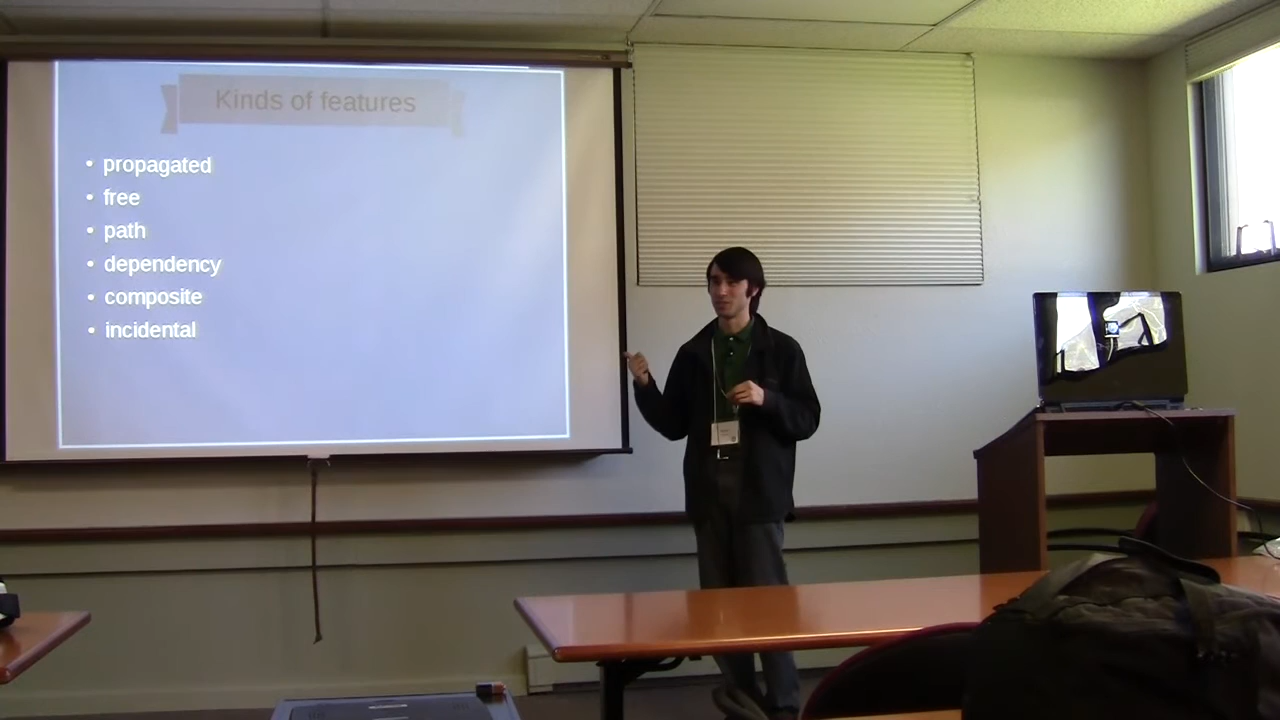 Kinds of features
• propagated
• free
• path
• dependency
• composite
• incidental